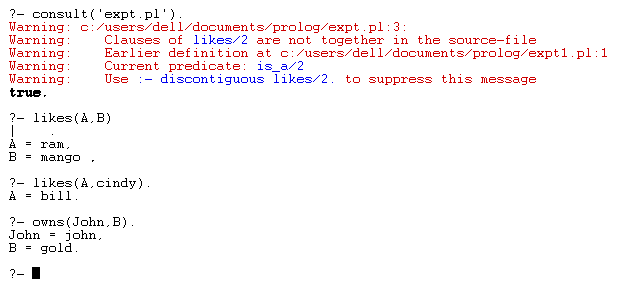 ?- consult('expt.pl').
Warning: c:/users/dell/documents/prolog/expt.pl:3:
Warning:    Clauses of likes/2 are not together in the source-file
Warning:    Earlier definition at c:/users/dell/documents/prolog/expt1.pl:1
Warning:    Current predicate: is_a/2
Warning:    Use :- discontiguous likes/2. to suppress this message
true.
?- likes(A,B)
|    .
A = ram,
B = mango .
?- likes(A,cindy).
A = bill.
?- owns(John,B).
John = john,
B = gold.
?-